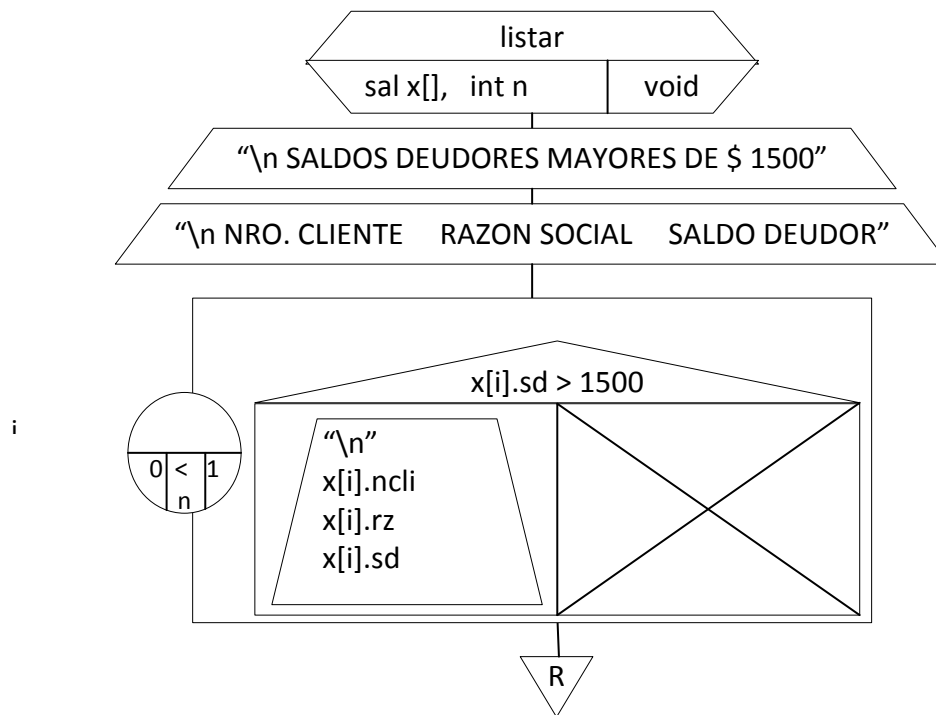 listar
sal x[], int n void
“\n SALDOS DEUDORES MAYORES DE $ 1500”
“\n NRO. CLIENTE RAZON SOCIAL SALDO DEUDOR”
x[i].sd > 1500
i
0 < 1
n
“\n”
x[i].ncli
x[i].rz
x[i].sd
R